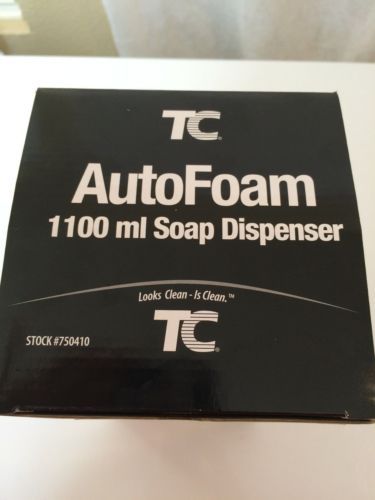 TC®
AutoFoam
1100 ml Soap Dispenser
Looks Clean - Is Clean.™
TC®
STOCK #750410